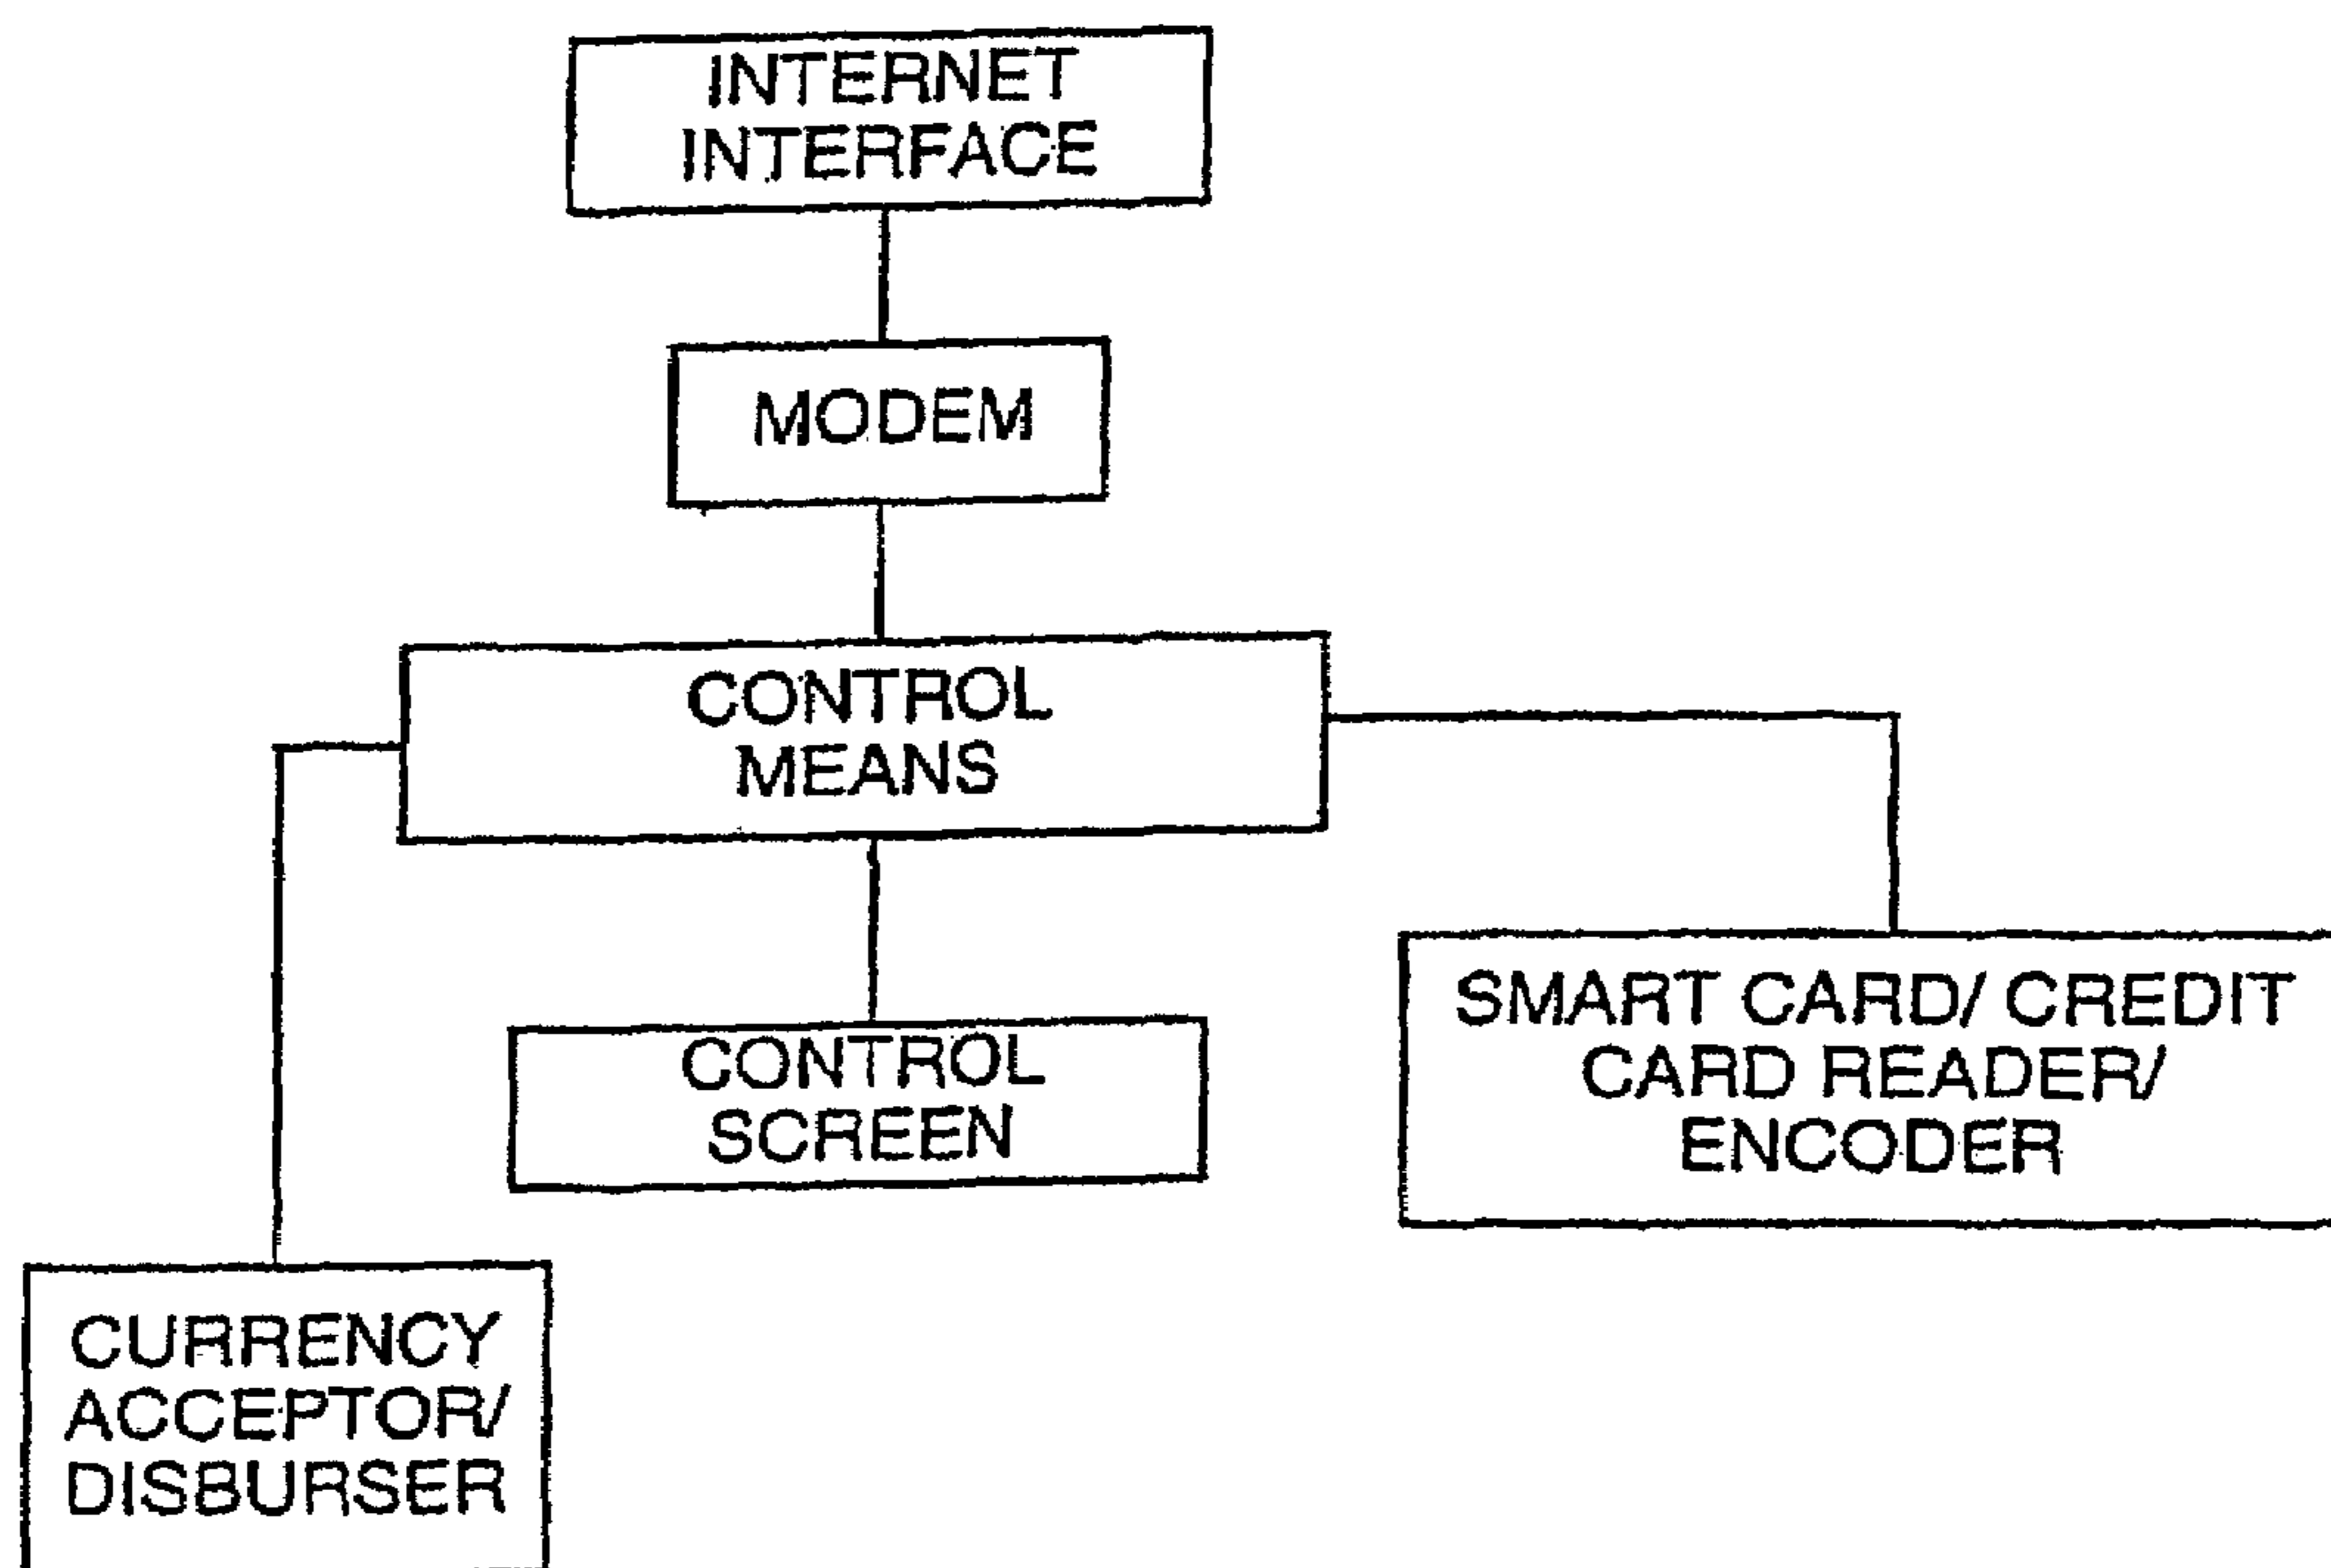 INTERNET
INTERFACE
MODEM
CONTROL
MEANS
CONTROL
SCREEN
SMART CARD/ CREDIT
CARD READER/
ENCODER
CURRENCY
ACCEPTOR/
DISBURSER